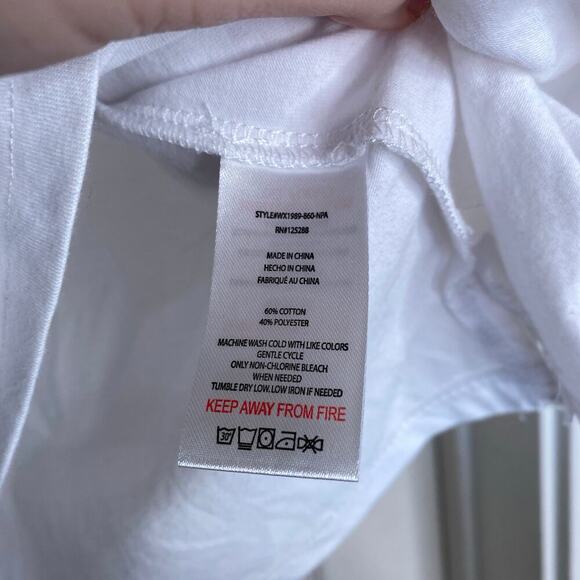 STYLE#WX1989-860-NPA
RN#125288
MADE IN CHINA
HECHO IN CHINA
FABRIQUÉ AU CHINA
60% COTTON
40% POLYESTER
MACHINE WASH COLD WITH LIKE COLORS
GENTLE CYCLE
ONLY NON-CHLORINE BLEACH
WHEN NEEDED
TUMBLE DRY LOW. LOW IRON IF NEEDED
KEEP AWAY FROM FIRE
30°